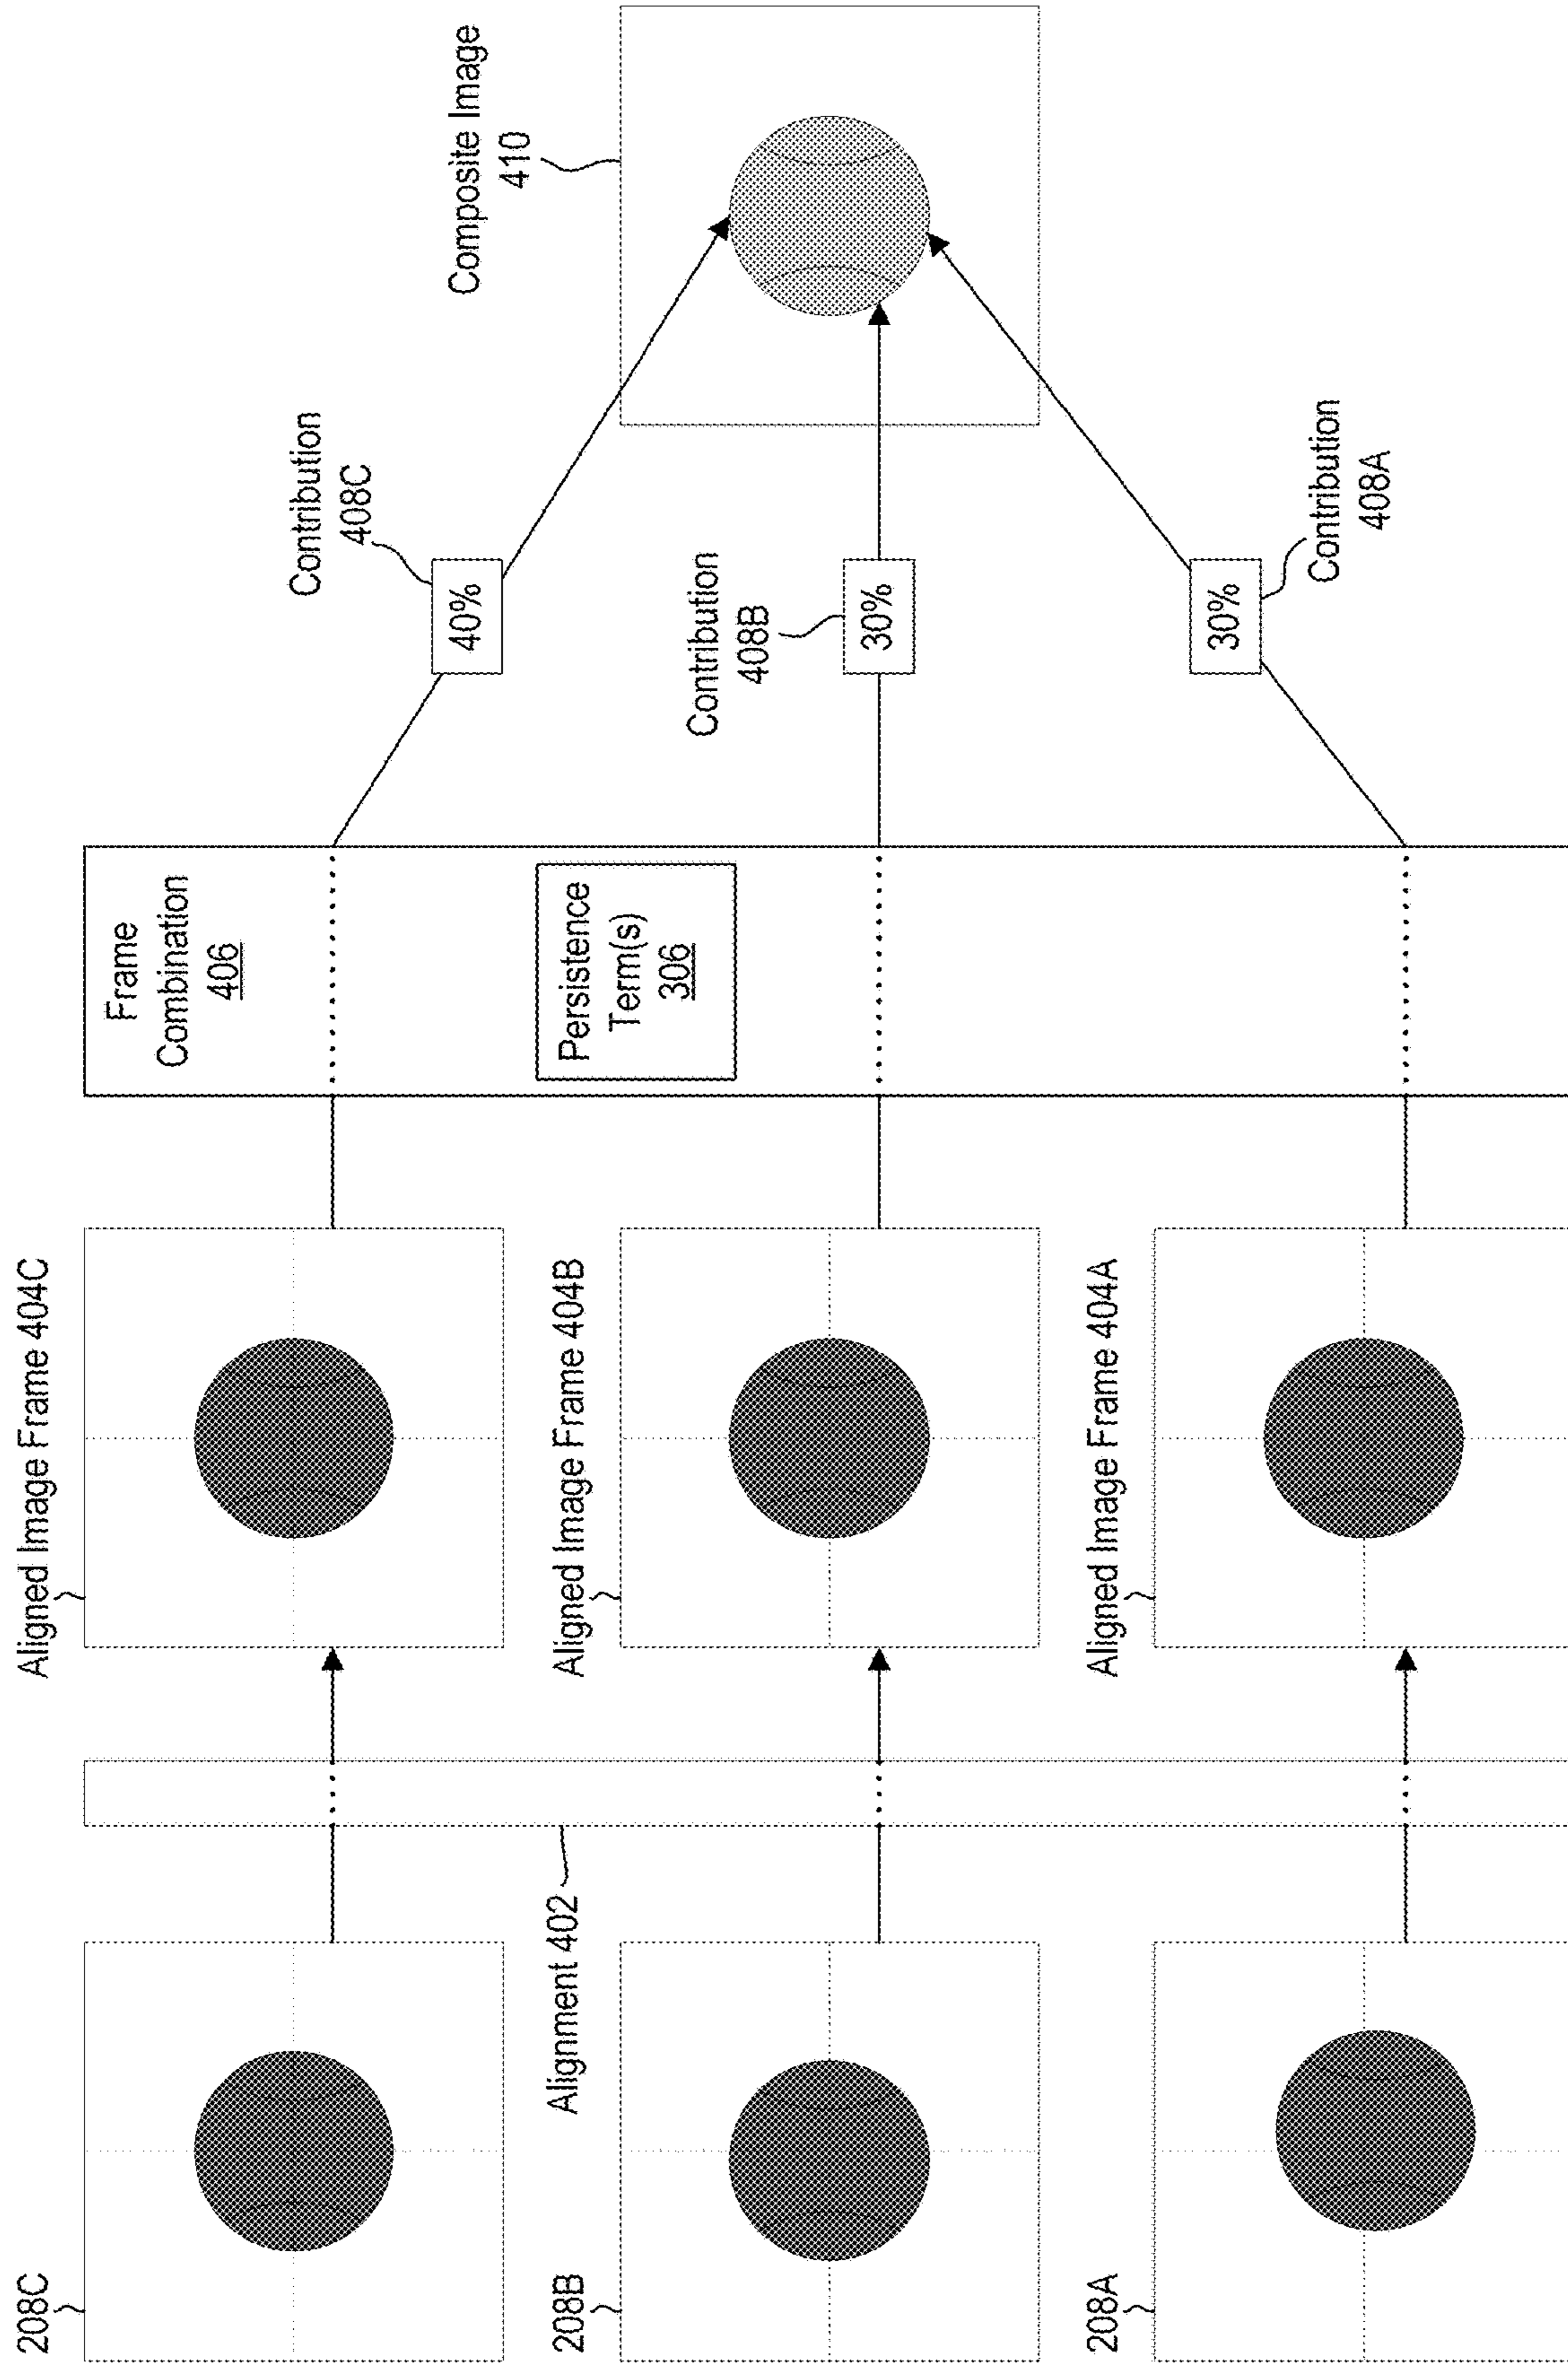 208C
208B
208A
Alignment 402
Aligned Image Frame 404C
Aligned Image Frame 404B
Aligned Image Frame 404A
Frame
Combination
406
Persistence
Term(s)
306
Contribution
408C
40%
Contribution
408B
30%
30%
Contribution
408A
Composite Image
410